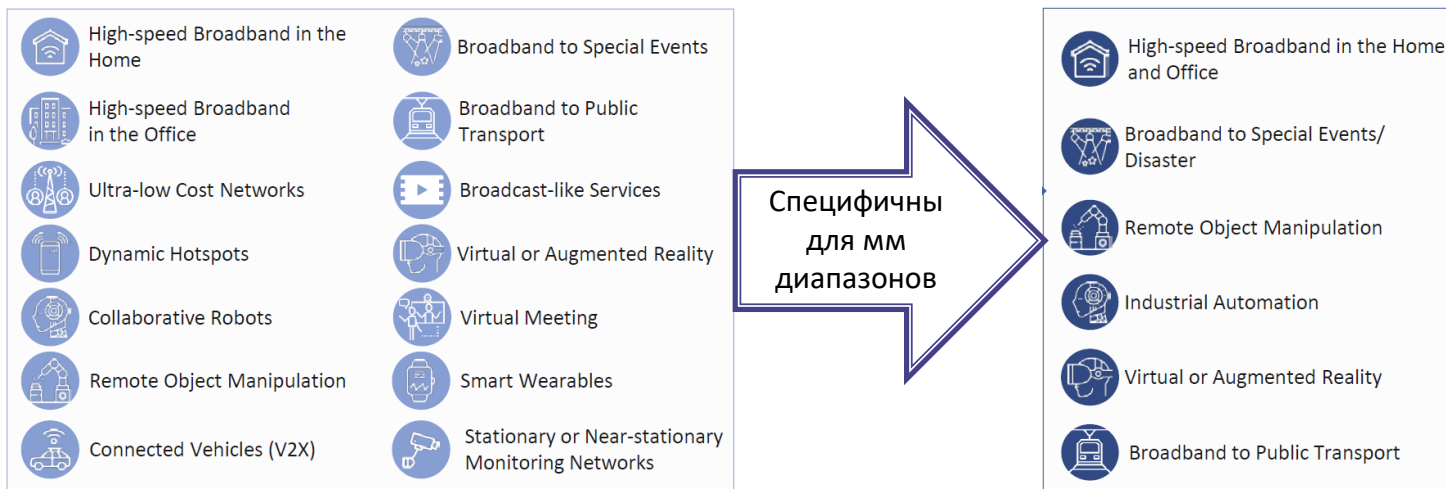 High-speed Broadband in the
Home
High-speed Broadband
in the Office
Ultra-low Cost Networks
Dynamic Hotspots
Collaborative Robots
Remote Object Manipulation
Connected Vehicles (V2X)
Broadband to Special Events
Broadband to Public
Transport
Broadcast-like Services
Virtual or Augmented Reality
Virtual Meeting
Smart Wearables
Stationary or Near-stationary
Monitoring Networks
Специфичны
для мм
диапазонов
High-speed Broadband in the Home
and Office
Broadband to Special Events/
Disaster
Remote Object Manipulation
Industrial Automation
Virtual or Augmented Reality
Broadband to Public Transport